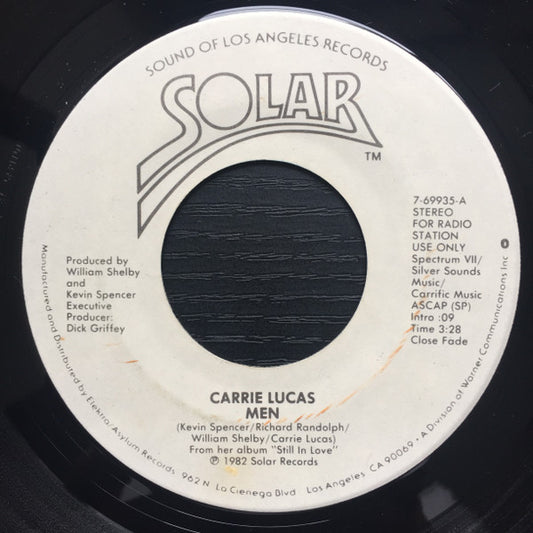 SOUND OF LOS ANGELES RECORDS
SOLAR
TM
7-69935-A
STEREO
FOR RADIO
STATION
USE ONLY
Spectrum VII/
Silver Sounds
Music/
Carrific Music
ASCAP (SP)
Intro :09
Time 3:28
Close Fade
Produced by
William Shelby
and
Kevin Spencer
Executive
Producer:
Dick Griffey
CARRIE LUCAS
MEN
(Kevin Spencer/Richard Randolph/
William Shelby/Carrie Lucas)
From her album "Still In Love"
℗ 1982 Solar Records
Manufactured and Distributed by Elektra/Asylum Records 962 N. La Cienega Blvd. Los Angeles, CA 90069 • A Division of Warner Communications Inc.